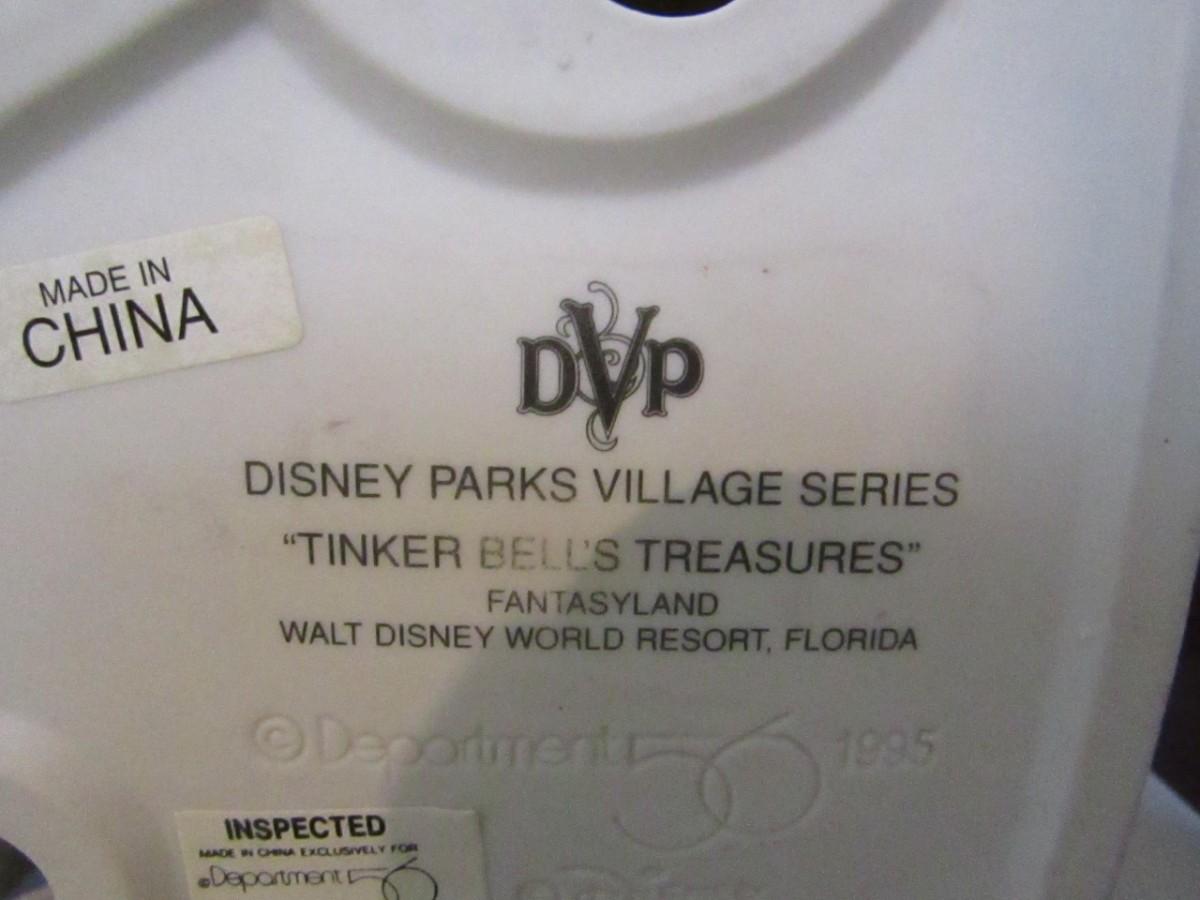 MADE IN
CHINA
DVP
DISNEY PARKS VILLAGE SERIES
"TINKER BELL'S TREASURES"
FANTASYLAND
WALT DISNEY WORLD RESORT, FLORIDA
©Department 56 1995
INSPECTED
MADE IN CHINA EXCLUSIVELY FOR
©Department 56